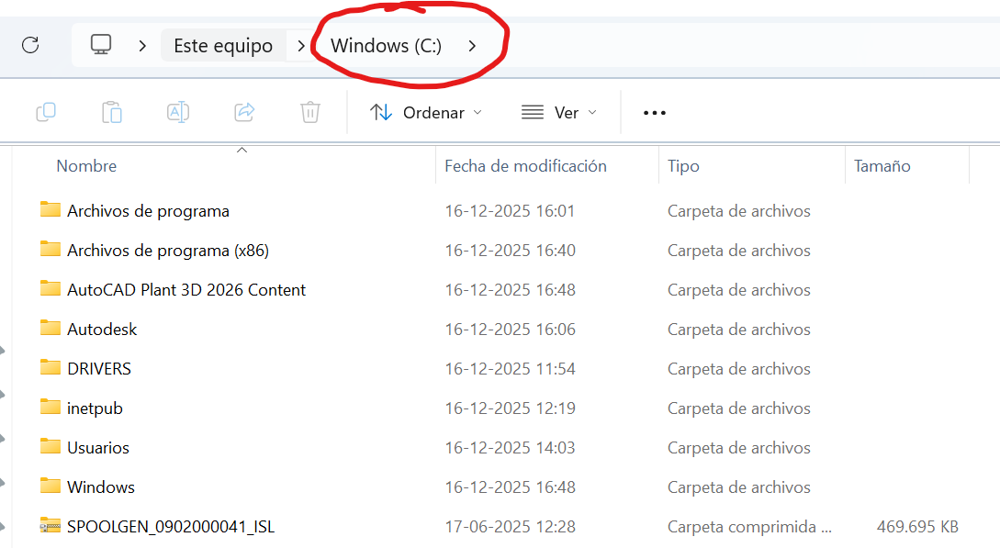 Este equipo > Windows (C:) >
Ordenar Ver ...
Nombre Fecha de modificación Tipo Tamaño
Archivos de programa 16-12-2025 16:01 Carpeta de archivos
Archivos de programa (x86) 16-12-2025 16:40 Carpeta de archivos
AutoCAD Plant 3D 2026 Content 16-12-2025 16:48 Carpeta de archivos
Autodesk 16-12-2025 16:06 Carpeta de archivos
DRIVERS 16-12-2025 11:54 Carpeta de archivos
inetpub 16-12-2025 12:19 Carpeta de archivos
Usuarios 16-12-2025 14:03 Carpeta de archivos
Windows 16-12-2025 16:48 Carpeta de archivos
SPOOLGEN_0902000041_ISL 17-06-2025 12:28 Carpeta comprimida ... 469.695 KB